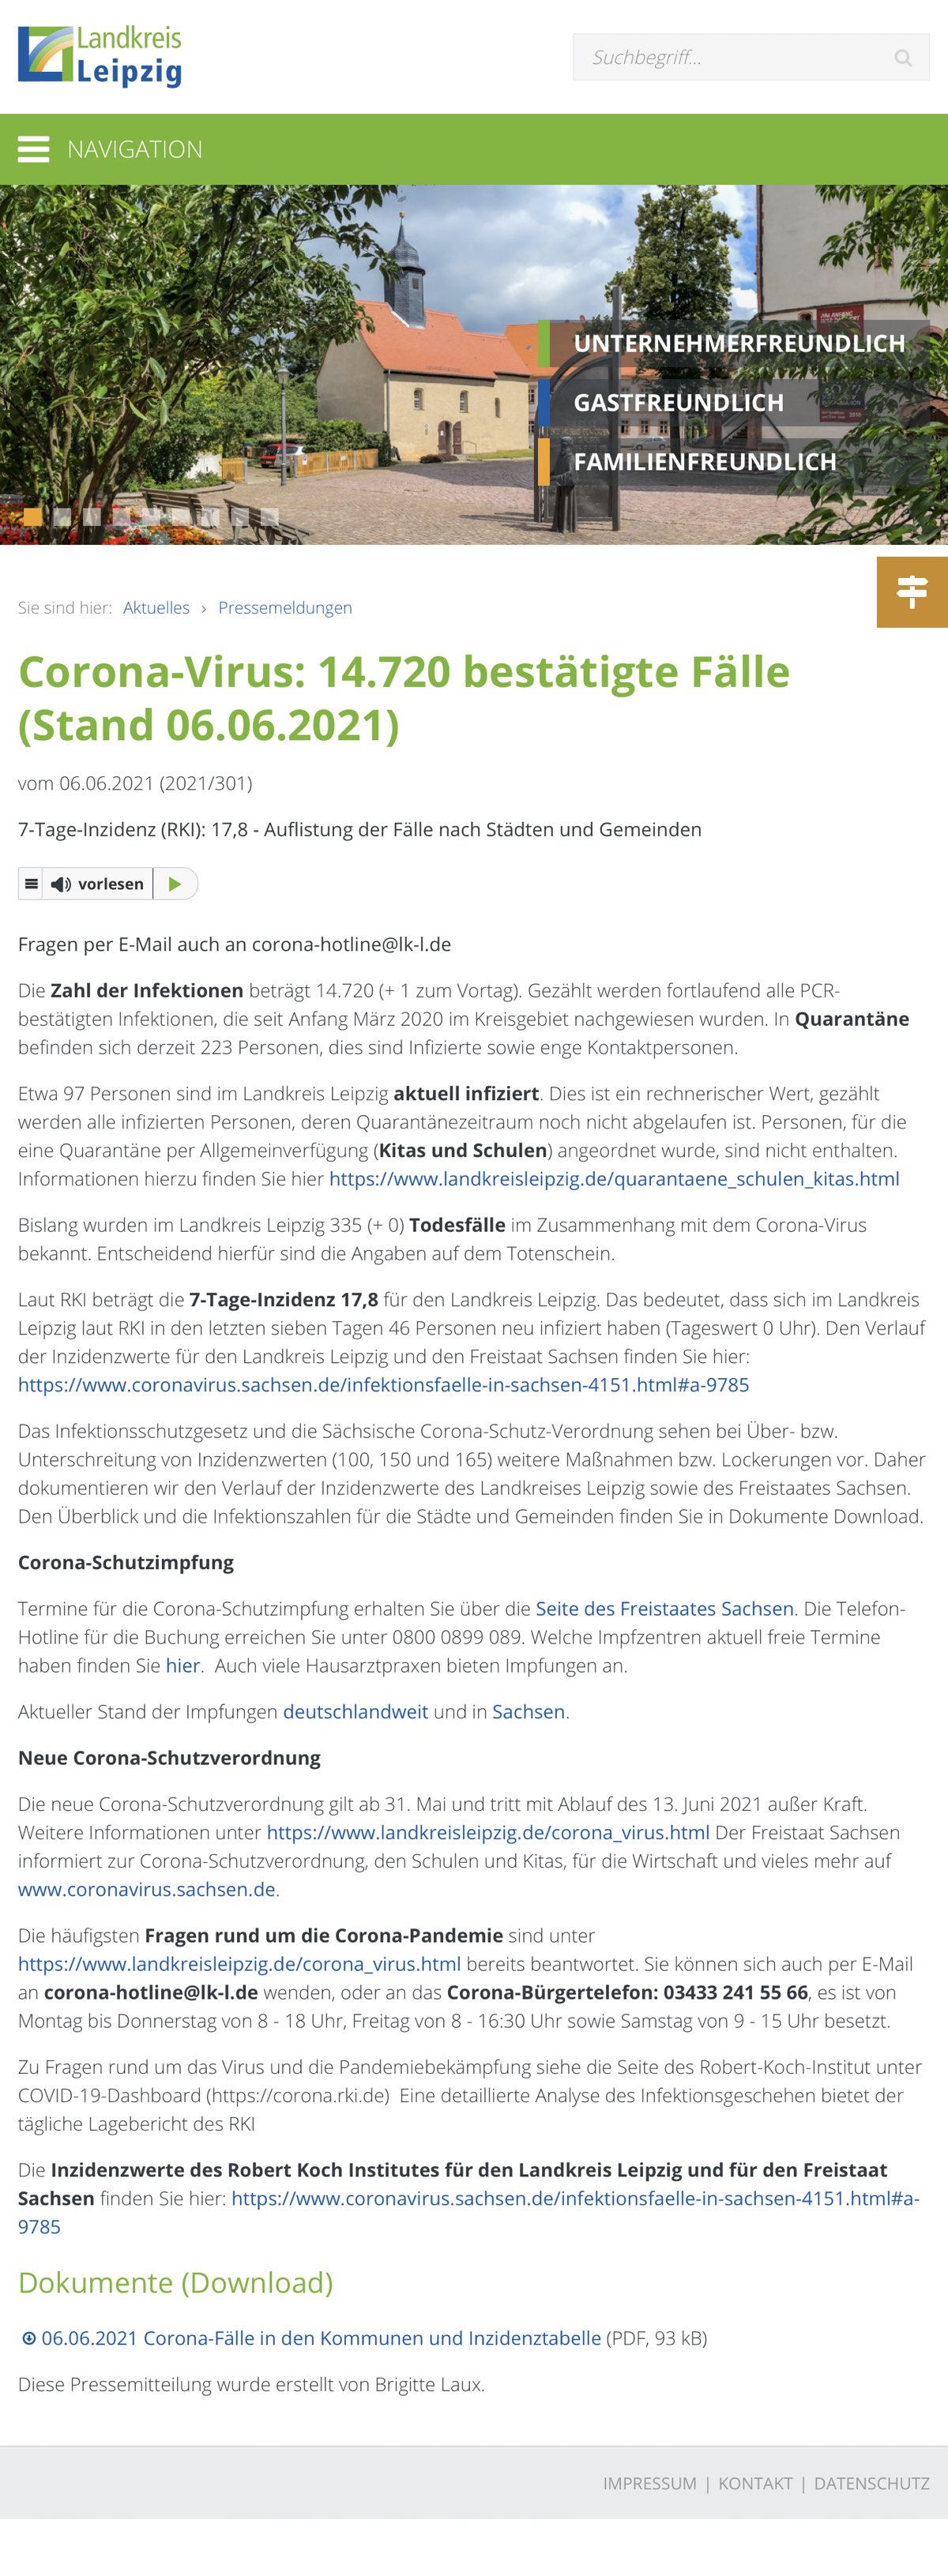 Landkreis
Leipzig
Suchbegriff...
NAVIGATION
UNTERNEHMERFREUNDLICH
GASTFREUNDLICH
FAMILIENFREUNDLICH
Sie sind hier: Aktuelles › Pressemeldungen
Corona-Virus: 14.720 bestätigte Fälle
(Stand 06.06.2021)
vom 06.06.2021 (2021/301)
7-Tage-Inzidenz (RKI): 17,8 - Auflistung der Fälle nach Städten und Gemeinden
vorlesen
Fragen per E-Mail auch an corona-hotline@lk-l.de
Die Zahl der Infektionen beträgt 14.720 (+ 1 zum Vortag). Gezählt werden fortlaufend alle PCR-
bestätigten Infektionen, die seit Anfang März 2020 im Kreisgebiet nachgewiesen wurden. In Quarantäne
befinden sich derzeit 223 Personen, dies sind Infizierte sowie enge Kontaktpersonen.
Etwa 97 Personen sind im Landkreis Leipzig aktuell infiziert. Dies ist ein rechnerischer Wert, gezählt
werden alle infizierten Personen, deren Quarantänezeitraum noch nicht abgelaufen ist. Personen, für die
eine Quarantäne per Allgemeinverfügung (Kitas und Schulen) angeordnet wurde, sind nicht enthalten.
Informationen hierzu finden Sie hier https://www.landkreisleipzig.de/quarantaene_schulen_kitas.html
Bislang wurden im Landkreis Leipzig 335 (+ 0) Todesfälle im Zusammenhang mit dem Corona-Virus
bekannt. Entscheidend hierfür sind die Angaben auf dem Totenschein.
Laut RKI beträgt die 7-Tage-Inzidenz 17,8 für den Landkreis Leipzig. Das bedeutet, dass sich im Landkreis
Leipzig laut RKI in den letzten sieben Tagen 46 Personen neu infiziert haben (Tageswert 0 Uhr). Den Verlauf
der Inzidenzwerte für den Landkreis Leipzig und den Freistaat Sachsen finden Sie hier:
https://www.coronavirus.sachsen.de/infektionsfaelle-in-sachsen-4151.html#a-9785
Das Infektionsschutzgesetz und die Sächsische Corona-Schutz-Verordnung sehen bei Über- bzw.
Unterschreitung von Inzidenzwerten (100, 150 und 165) weitere Maßnahmen bzw. Lockerungen vor. Daher
dokumentieren wir den Verlauf der Inzidenzwerte des Landkreises Leipzig sowie des Freistaates Sachsen.
Den Überblick und die Infektionszahlen für die Städte und Gemeinden finden Sie in Dokumente Download.
Corona-Schutzimpfung
Termine für die Corona-Schutzimpfung erhalten Sie über die Seite des Freistaates Sachsen. Die Telefon-
Hotline für die Buchung erreichen Sie unter 0800 0899 089. Welche Impfzentren aktuell freie Termine
haben finden Sie hier. Auch viele Hausarztpraxen bieten Impfungen an.
Aktueller Stand der Impfungen deutschlandweit und in Sachsen.
Neue Corona-Schutzverordnung
Die neue Corona-Schutzverordnung gilt ab 31. Mai und tritt mit Ablauf des 13. Juni 2021 außer Kraft.
Weitere Informationen unter https://www.landkreisleipzig.de/corona_virus.html Der Freistaat Sachsen
informiert zur Corona-Schutzverordnung, den Schulen und Kitas, für die Wirtschaft und vieles mehr auf
www.coronavirus.sachsen.de.
Die häufigsten Fragen rund um die Corona-Pandemie sind unter
https://www.landkreisleipzig.de/corona_virus.html bereits beantwortet. Sie können sich auch per E-Mail
an corona-hotline@lk-l.de wenden, oder an das Corona-Bürgertelefon: 03433 241 55 66, es ist von
Montag bis Donnerstag von 8 - 18 Uhr, Freitag von 8 - 16:30 Uhr sowie Samstag von 9 - 15 Uhr besetzt.
Zu Fragen rund um das Virus und die Pandemiebekämpfung siehe die Seite des Robert-Koch-Institut unter
COVID-19-Dashboard (https://corona.rki.de) Eine detaillierte Analyse des Infektionsgeschehen bietet der
tägliche Lagebericht des RKI
Die Inzidenzwerte des Robert Koch Institutes für den Landkreis Leipzig und für den Freistaat
Sachsen finden Sie hier: https://www.coronavirus.sachsen.de/infektionsfaelle-in-sachsen-4151.html#a-
9785
Dokumente (Download)
06.06.2021 Corona-Fälle in den Kommunen und Inzidenztabelle (PDF, 93 kB)
Diese Pressemitteilung wurde erstellt von Brigitte Laux.
IMPRESSUM | KONTAKT | DATENSCHUTZ